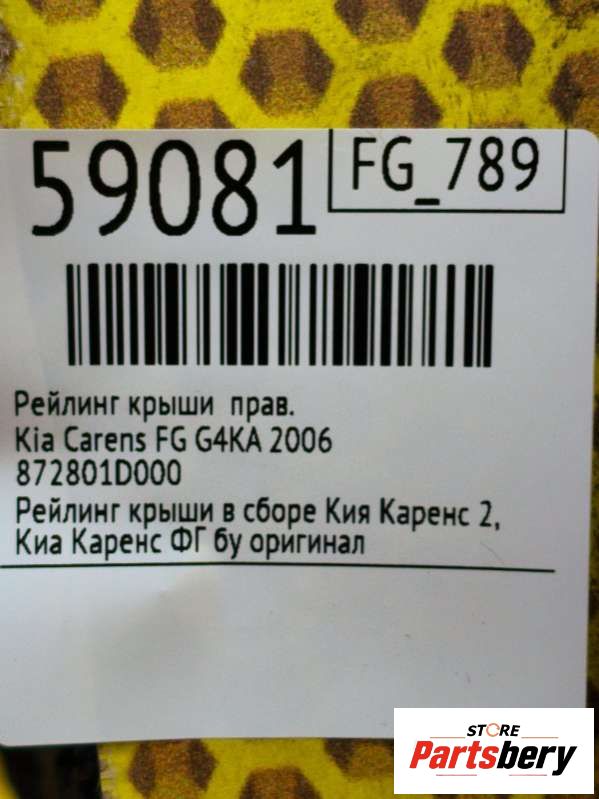 59081
FG_789
Рейлинг крыши прав.
Kia Carens FG G4KA 2006
872801D000
Рейлинг крыши в сборе Кия Каренс 2,
Киа Каренс ФГ бу оригинал
STORE
Partsbery